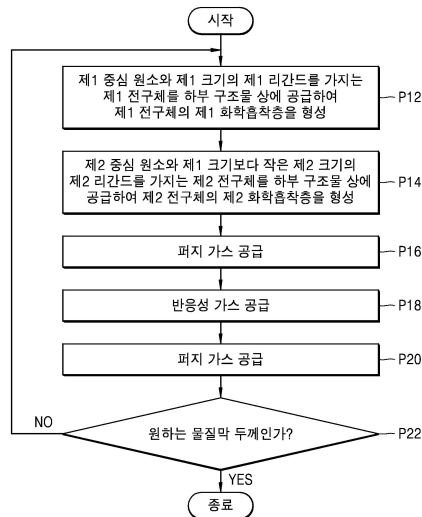 시작
제1 중심 원소와 제1 크기의 제1 리간드를 가지는
제1 전구체를 하부 구조물 상에 공급하여
제1 전구체의 제1 화학흡착층을 형성
P12
제2 중심 원소와 제1 크기보다 작은 제2 크기의
제2 리간드를 가지는 제2 전구체를 하부 구조물 상에
공급하여 제2 전구체의 제2 화학흡착층을 형성
P14
퍼지 가스 공급
P16
반응성 가스 공급
P18
퍼지 가스 공급
P20
원하는 물질막 두께인가?
P22
NO
YES
종료